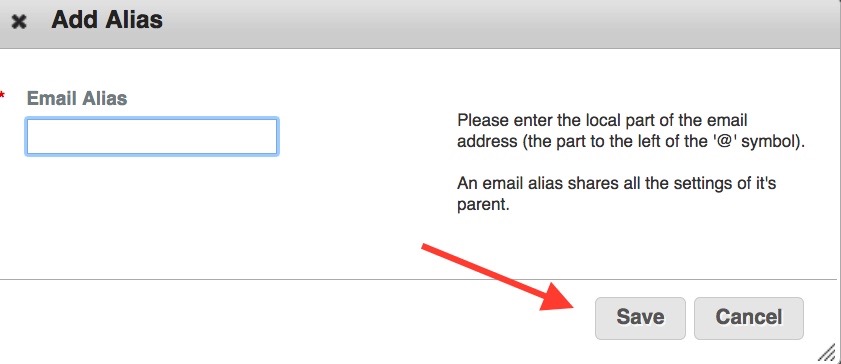 Add Alias
* Email Alias
Please enter the local part of the email
address (the part to the left of the '@' symbol).
An email alias shares all the settings of it's
parent.
Save Cancel